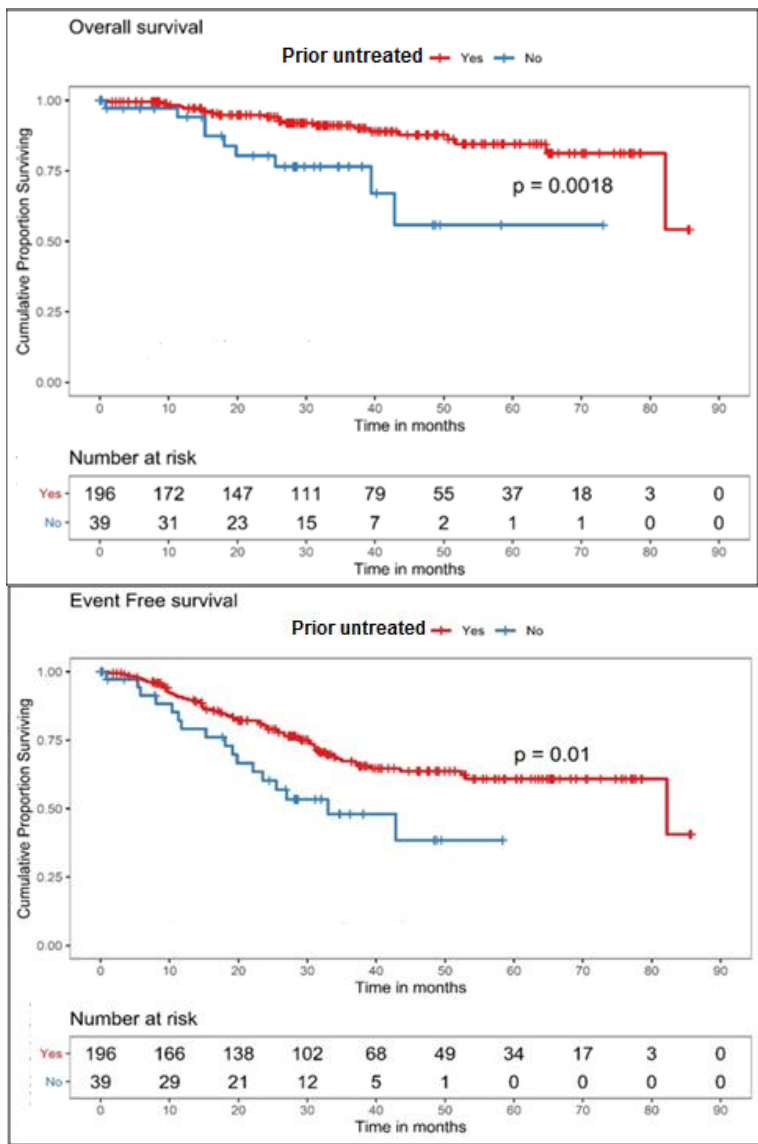 Overall survival
Prior untreated Yes No
1.00
0.75
0.50
0.25
0.00
Cumulative Proportion Surviving
p = 0.0018
0 10 20 30 40 50 60 70 80 90
Time in months
Number at risk
Yes 196 172 147 111 79 55 37 18 3 0
No 39 31 23 15 7 2 1 1 0 0
0 10 20 30 40 50 60 70 80 90
Time in months
Event Free survival
Prior untreated Yes No
1.00
0.75
0.50
0.25
0.00
Cumulative Proportion Surviving
p = 0.01
0 10 20 30 40 50 60 70 80 90
Time in months
Number at risk
Yes 196 166 138 102 68 49 34 17 3 0
No 39 29 21 12 5 1 0 0 0 0
0 10 20 30 40 50 60 70 80 90
Time in months